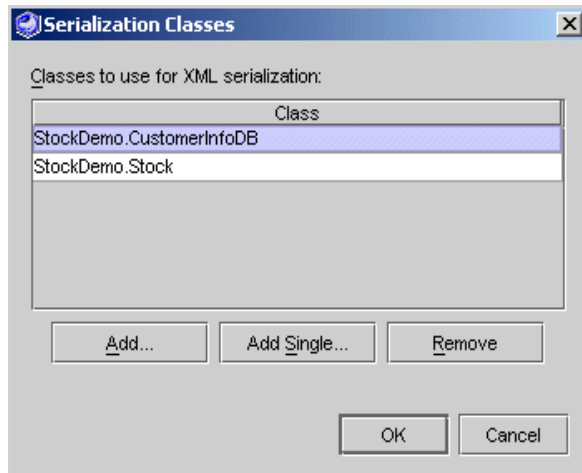 Serialization Classes
Classes to use for XML serialization:
Class
StockDemo.CustomerInfoDB
StockDemo.Stock
Add... Add Single... Remove
OK Cancel